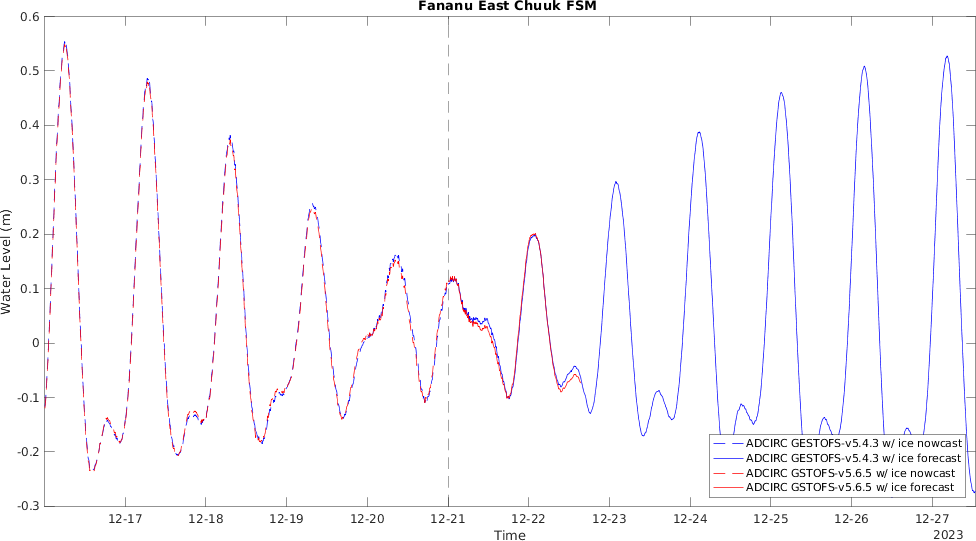 Fananu East Chuuk FSM
0.6
0.5
0.4
0.3
0.2
0.1
0
-0.1
-0.2
-0.3
Water Level (m)
ADCIRC GESTOFS-v5.4.3 w/ ice nowcast
ADCIRC GESTOFS-v5.4.3 w/ ice forecast
ADCIRC GSTOFS-v5.6.5 w/ ice nowcast
ADCIRC GSTOFS-v5.6.5 w/ ice forecast
12-17 12-18 12-19 12-20 12-21 12-22 12-23 12-24 12-25 12-26 12-27
Time
2023